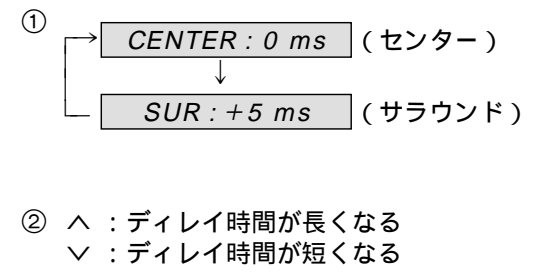 ①
CENTER : 0 ms （センター）
SUR : +5 ms （サラウンド）
② ∧ ：ディレイ時間が長くなる
∨ ：ディレイ時間が短くなる